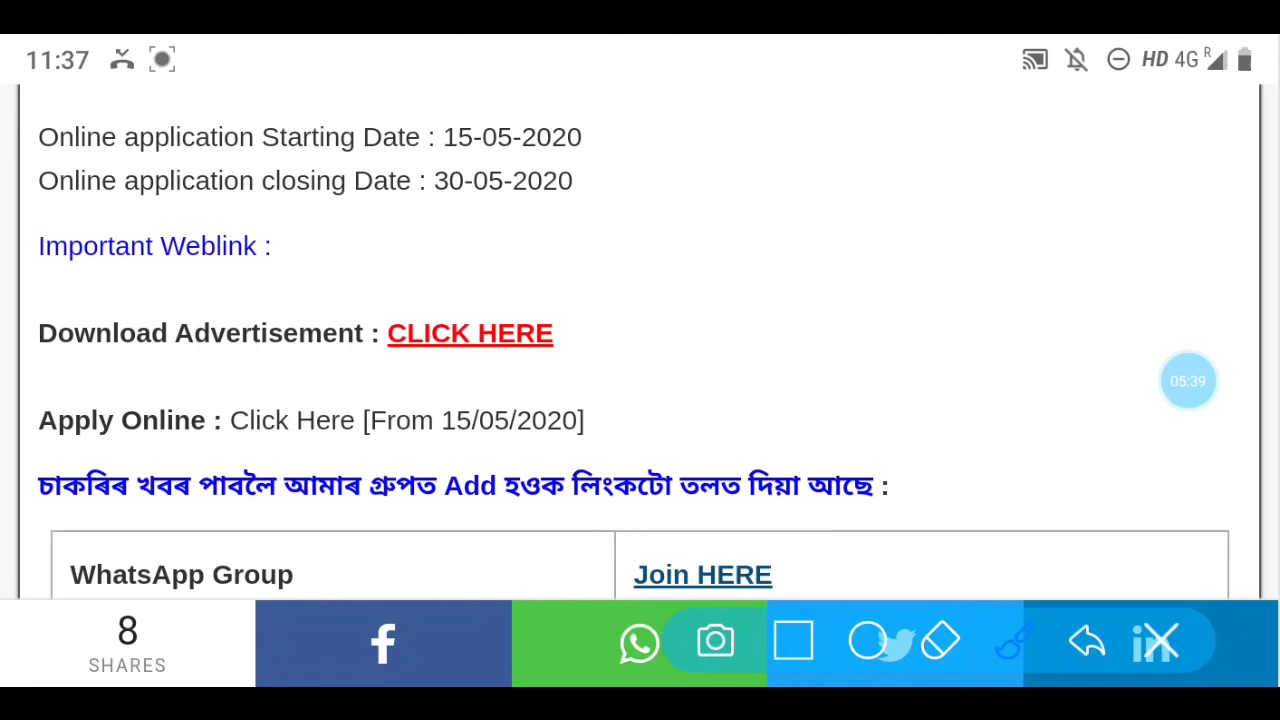 11:37
HD 4G R
Online application Starting Date : 15-05-2020
Online application closing Date : 30-05-2020
Important Weblink :
Download Advertisement : CLICK HERE
05:39
Apply Online : Click Here [From 15/05/2020]
চাকৰিৰ খবৰ পাবলৈ আমাৰ গ্ৰুপত Add হওক লিংকটো তলত দিয়া আছে :
WhatsApp Group Join HERE
8
SHARES
f
in